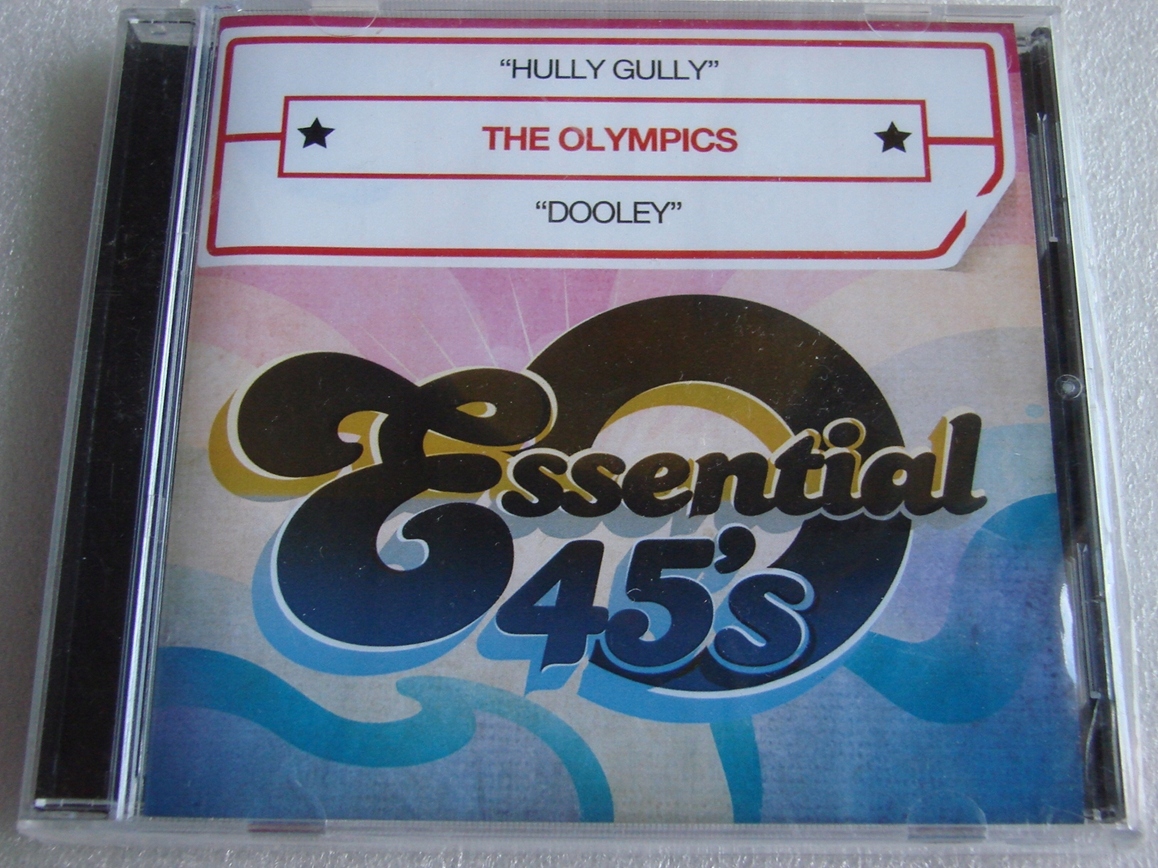 “HULLY GULLY”
THE OLYMPICS
“DOOLEY”
Essential
45’s